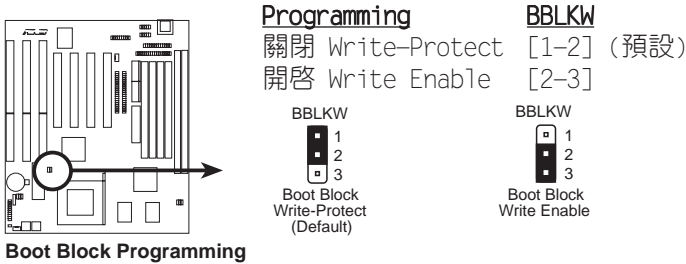 Programming BBLKW
關閉 Write–Protect [1–2] (預設)
開啓 Write Enable [2–3]
BBLKW
1
2
3
Boot Block
Write-Protect
(Default)
BBLKW
1
2
3
Boot Block
Write Enable
Boot Block Programming